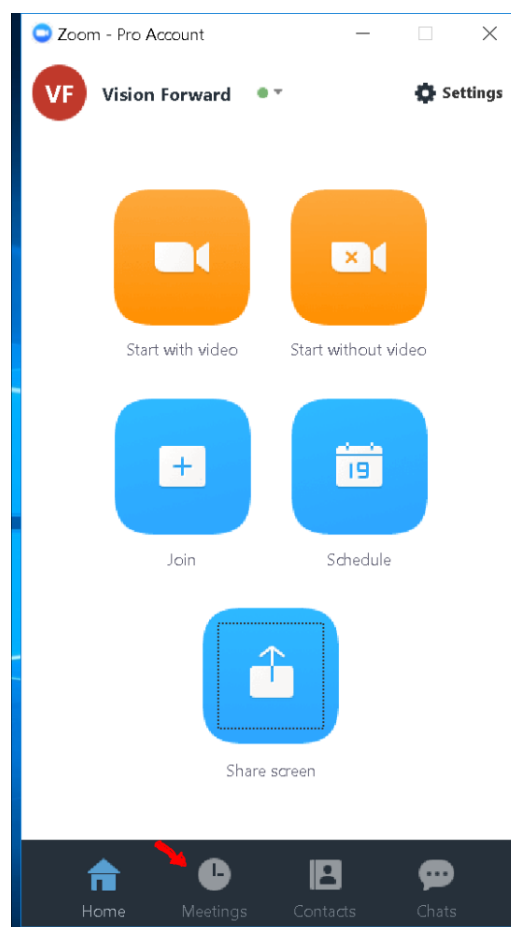 Zoom - Pro Account
VF Vision Forward Settings
Start with video Start without video
19
Join Schedule
Share screen
Home Meetings Contacts Chats